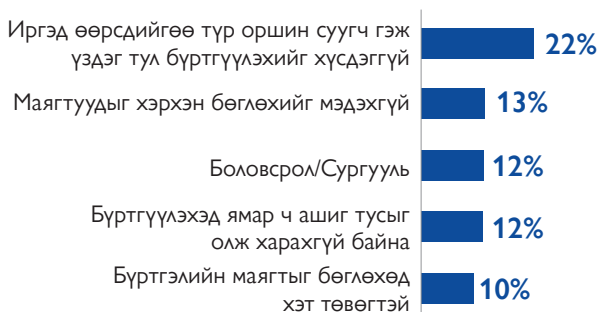 Иргэд өөрсдийгөө түр оршин суугч гэж
үздэг тул бүртгүүлэхийг хүсдэггүй
22%
Маягтуудыг хэрхэн бөглөхийг мэдэхгүй
13%
Боловсрол/Сургууль
12%
Бүртгүүлэхэд ямар ч ашиг тусыг
олж харахгүй байна
12%
Бүртгэлийн маягтыг бөглөхөд
хэт төвөгтэй
10%